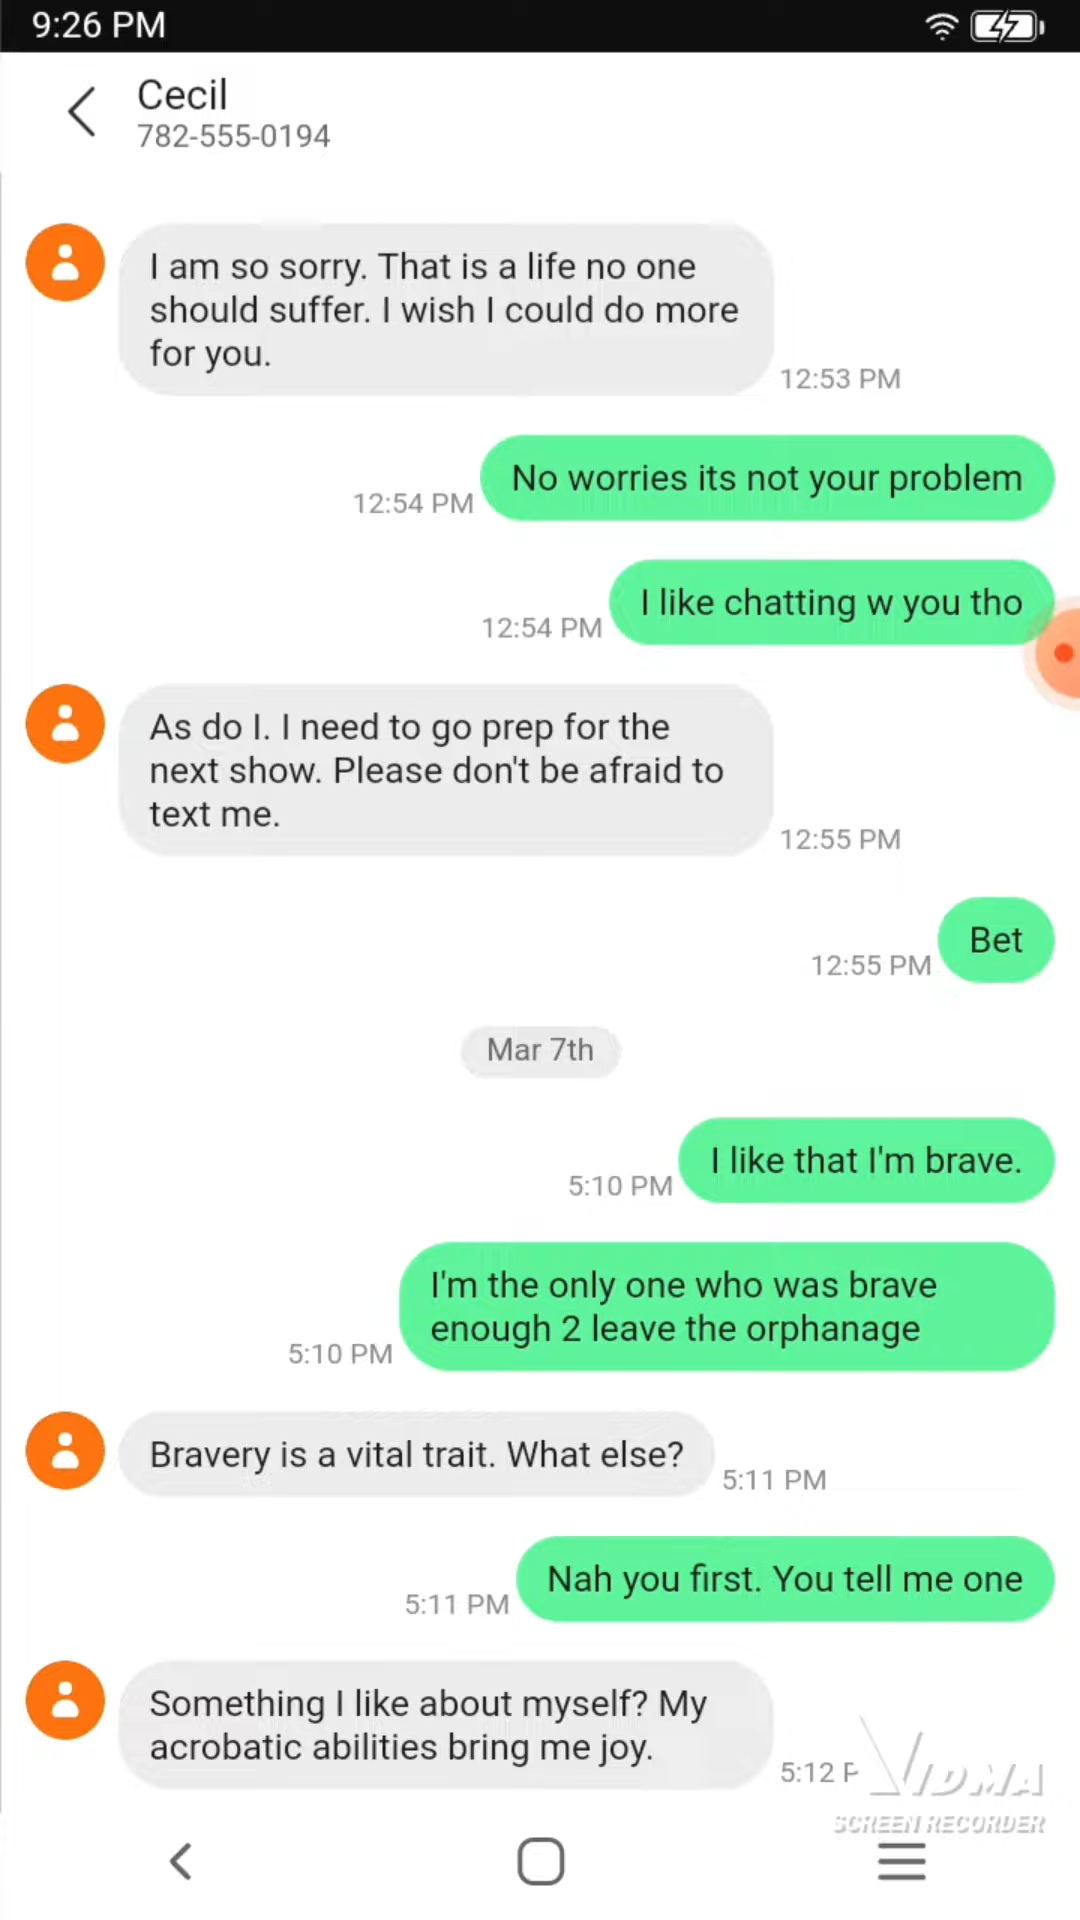 9:26 PM
Cecil
782-555-0194
I am so sorry. That is a life no one
should suffer. I wish I could do more
for you.
12:53 PM
No worries its not your problem
12:54 PM
I like chatting w you tho
12:54 PM
As do I. I need to go prep for the
next show. Please don't be afraid to
text me.
12:55 PM
Bet
12:55 PM
Mar 7th
I like that I'm brave.
5:10 PM
I'm the only one who was brave
enough 2 leave the orphanage
5:10 PM
Bravery is a vital trait. What else?
5:11 PM
Nah you first. You tell me one
5:11 PM
Something I like about myself? My
acrobatic abilities bring me joy.
5:12 P
VIDMA
SCREEN RECORDER